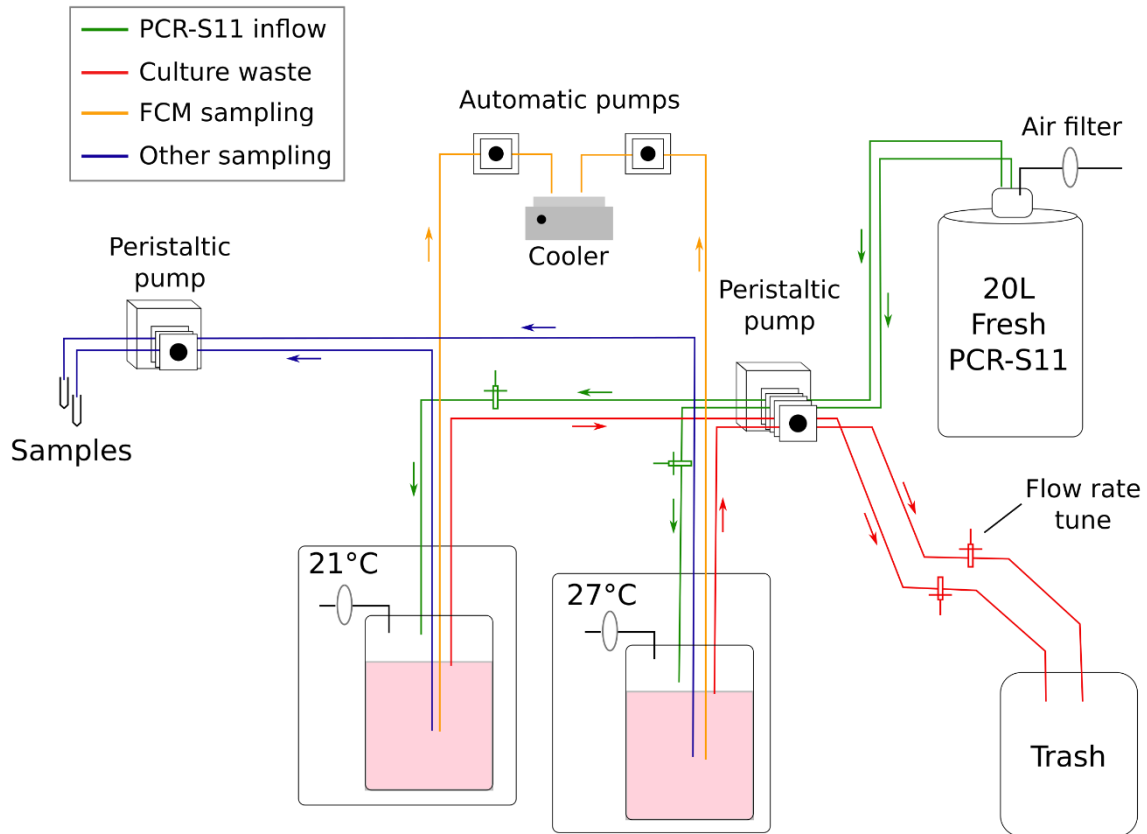 PCR-S11 inflow
Culture waste
FCM sampling
Other sampling
Automatic pumps
Air filter
Cooler
Peristaltic
pump
Peristaltic
pump
20L
Fresh
PCR-S11
Samples
Flow rate
tune
21°C
27°C
Trash